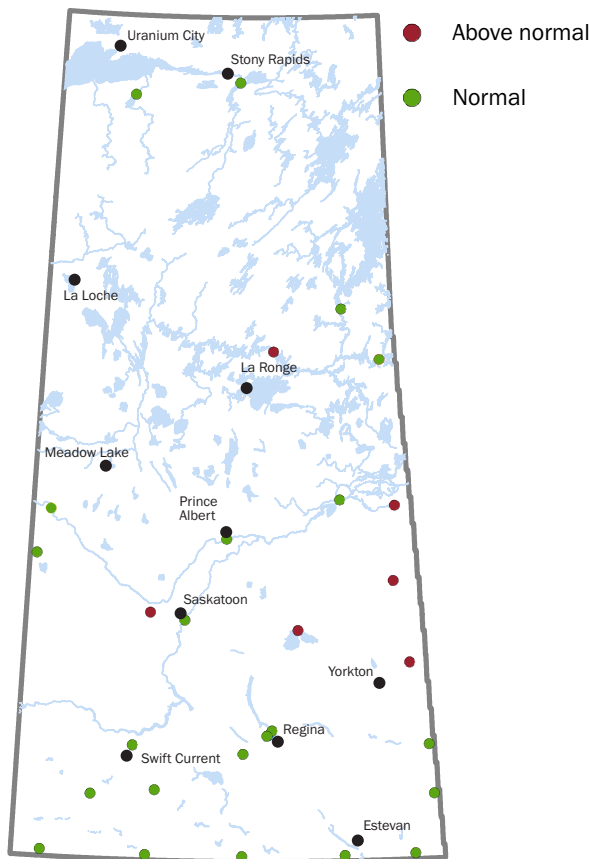 Uranium City
Above normal
Stony Rapids
Normal
La Loche
La Ronge
Meadow Lake
Prince
Albert
Saskatoon
Yorkton
Regina
Swift Current
Estevan